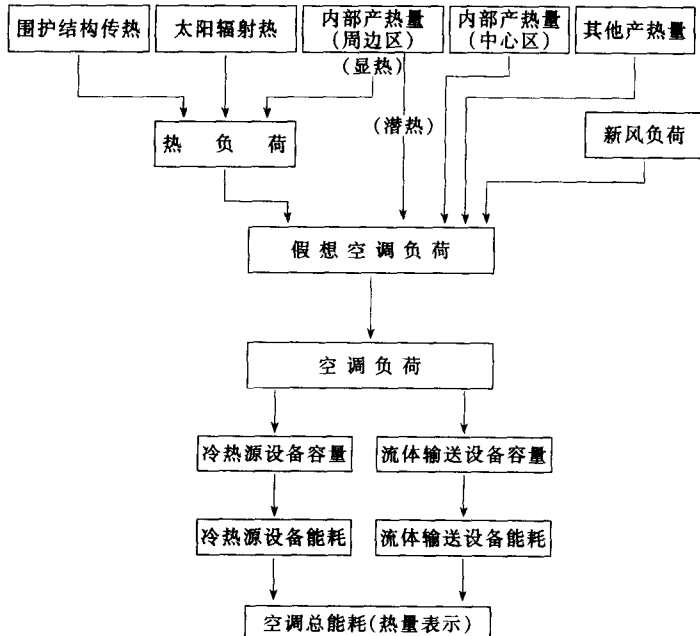 围护结构传热
太阳辐射热
内部产热量
(周边区)
内部产热量
(中心区)
其他产热量
(显热)
(潜热)
热负荷
新风负荷
假想空调负荷
空调负荷
冷热源设备容量
流体输送设备容量
冷热源设备能耗
流体输送设备能耗
空调总能耗(热量表示)